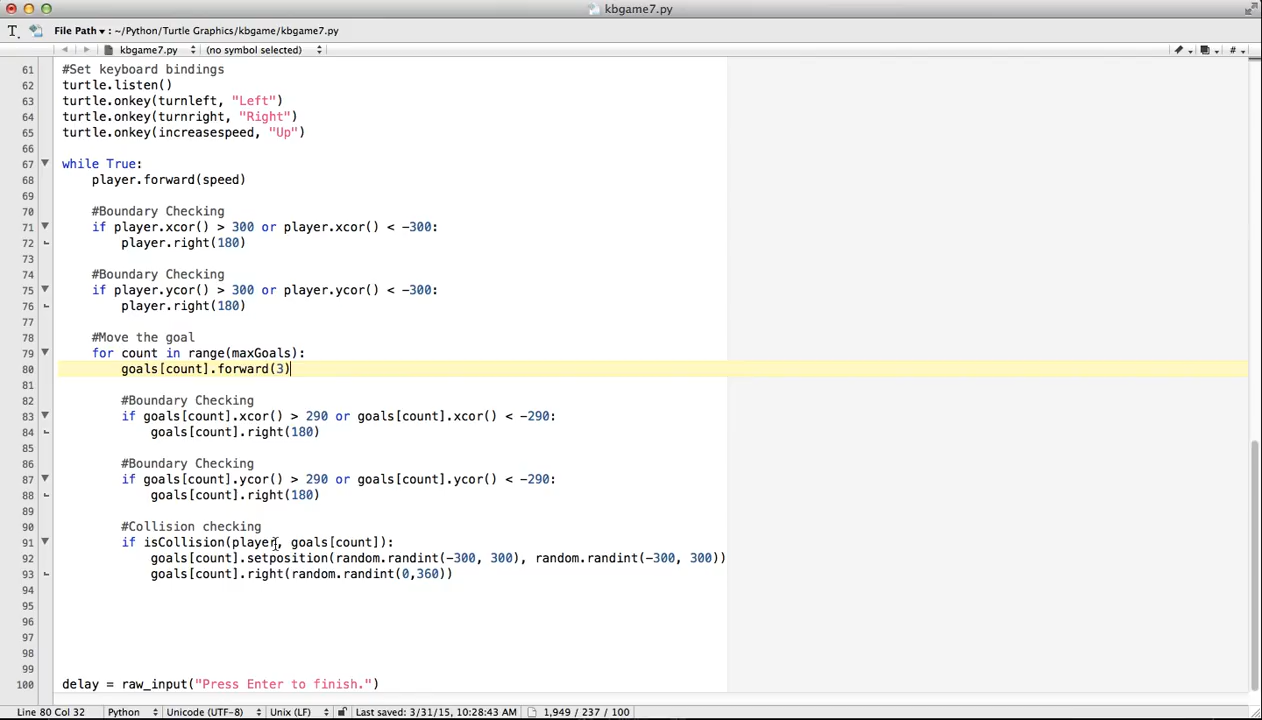 kbgame7.py
File Path ▾ : ~/Python/Turtle Graphics/kbgame/kbgame7.py
kbgame7.py (no symbol selected)
61 #Set keyboard bindings
62 turtle.listen()
63 turtle.onkey(turnleft, "Left")
64 turtle.onkey(turnright, "Right")
65 turtle.onkey(increasespeed, "Up")
66
67 while True:
68 player.forward(speed)
69
70 #Boundary Checking
71 if player.xcor() > 300 or player.xcor() < -300:
72 player.right(180)
73
74 #Boundary Checking
75 if player.ycor() > 300 or player.ycor() < -300:
76 player.right(180)
77
78 #Move the goal
79 for count in range(maxGoals):
80 goals[count].forward(3)
81
82 #Boundary Checking
83 if goals[count].xcor() > 290 or goals[count].xcor() < -290:
84 goals[count].right(180)
85
86 #Boundary Checking
87 if goals[count].ycor() > 290 or goals[count].ycor() < -290:
88 goals[count].right(180)
89
90 #Collision checking
91 if isCollision(player, goals[count]):
92 goals[count].setposition(random.randint(-300, 300), random.randint(-300, 300))
93 goals[count].right(random.randint(0,360))
94
95
96
97
98
99
100 delay = raw_input("Press Enter to finish.")
Line 80 Col 32 Python Unicode (UTF-8) Unix (LF) Last saved: 3/31/15, 10:28:43 AM 1,949 / 237 / 100